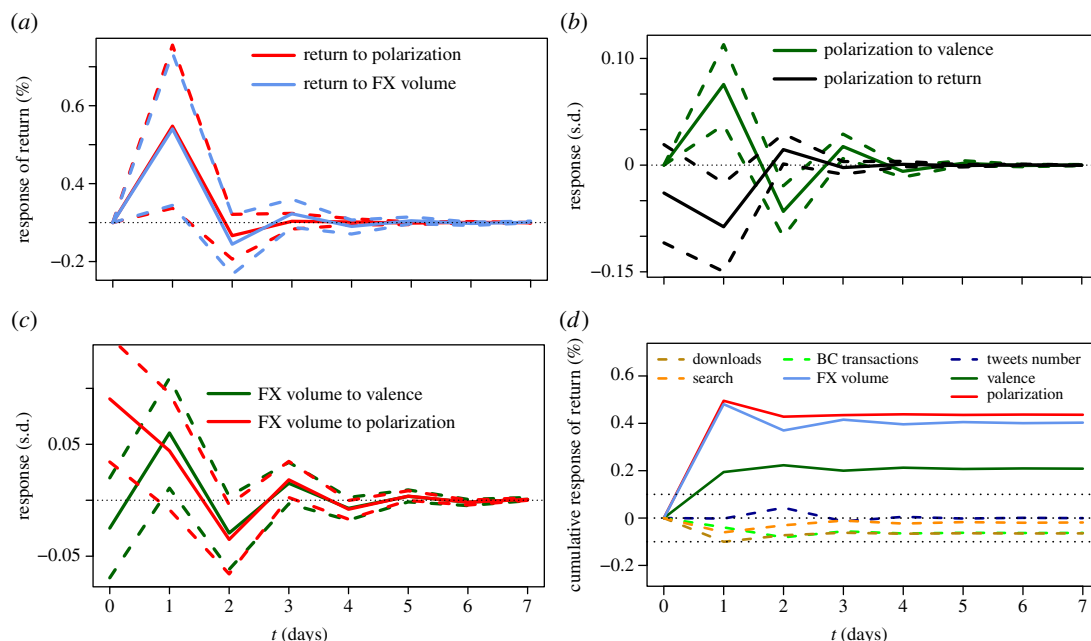 (a)
response of return (%)
0.6
0.4
−0.2
return to polarization
return to FX volume
(b)
response (s.d.)
0.10
0
−0.15
polarization to valence
polarization to return
(c)
response (s.d.)
0.05
−0.05
FX volume to valence
FX volume to polarization
0 1 2 3 4 5 6 7
t (days)
(d)
cumulative response of return (%)
0.6
0.4
0.2
0
−0.2
downloads BC transactions tweets number
search FX volume valence
polarization
0 1 2 3 4 5 6 7
t (days)